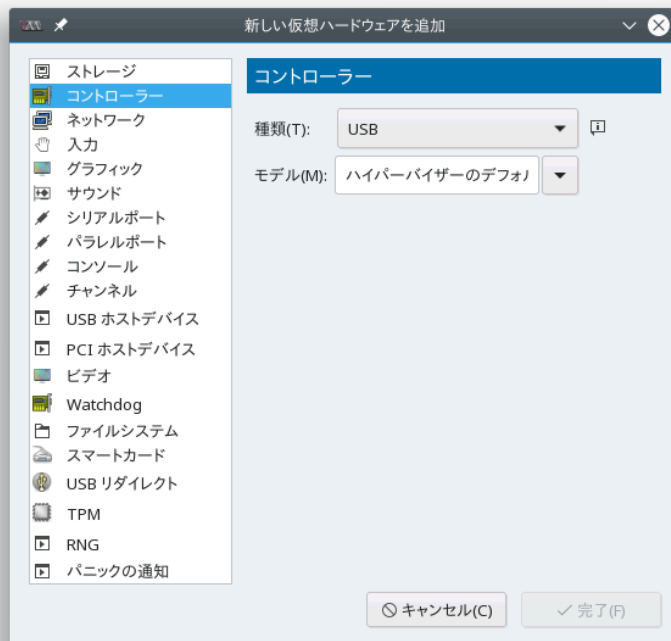 新しい仮想ハードウェアを追加
ストレージ
コントローラー
ネットワーク
入力
グラフィック
サウンド
シリアルポート
パラレルポート
コンソール
チャンネル
USB ホストデバイス
PCI ホストデバイス
ビデオ
Watchdog
ファイルシステム
スマートカード
USB リダイレクト
TPM
RNG
パニックの通知
コントローラー
種類(T): USB
モデル(M): ハイパーバイザーのデフォル
キャンセル(C) 完了(F)